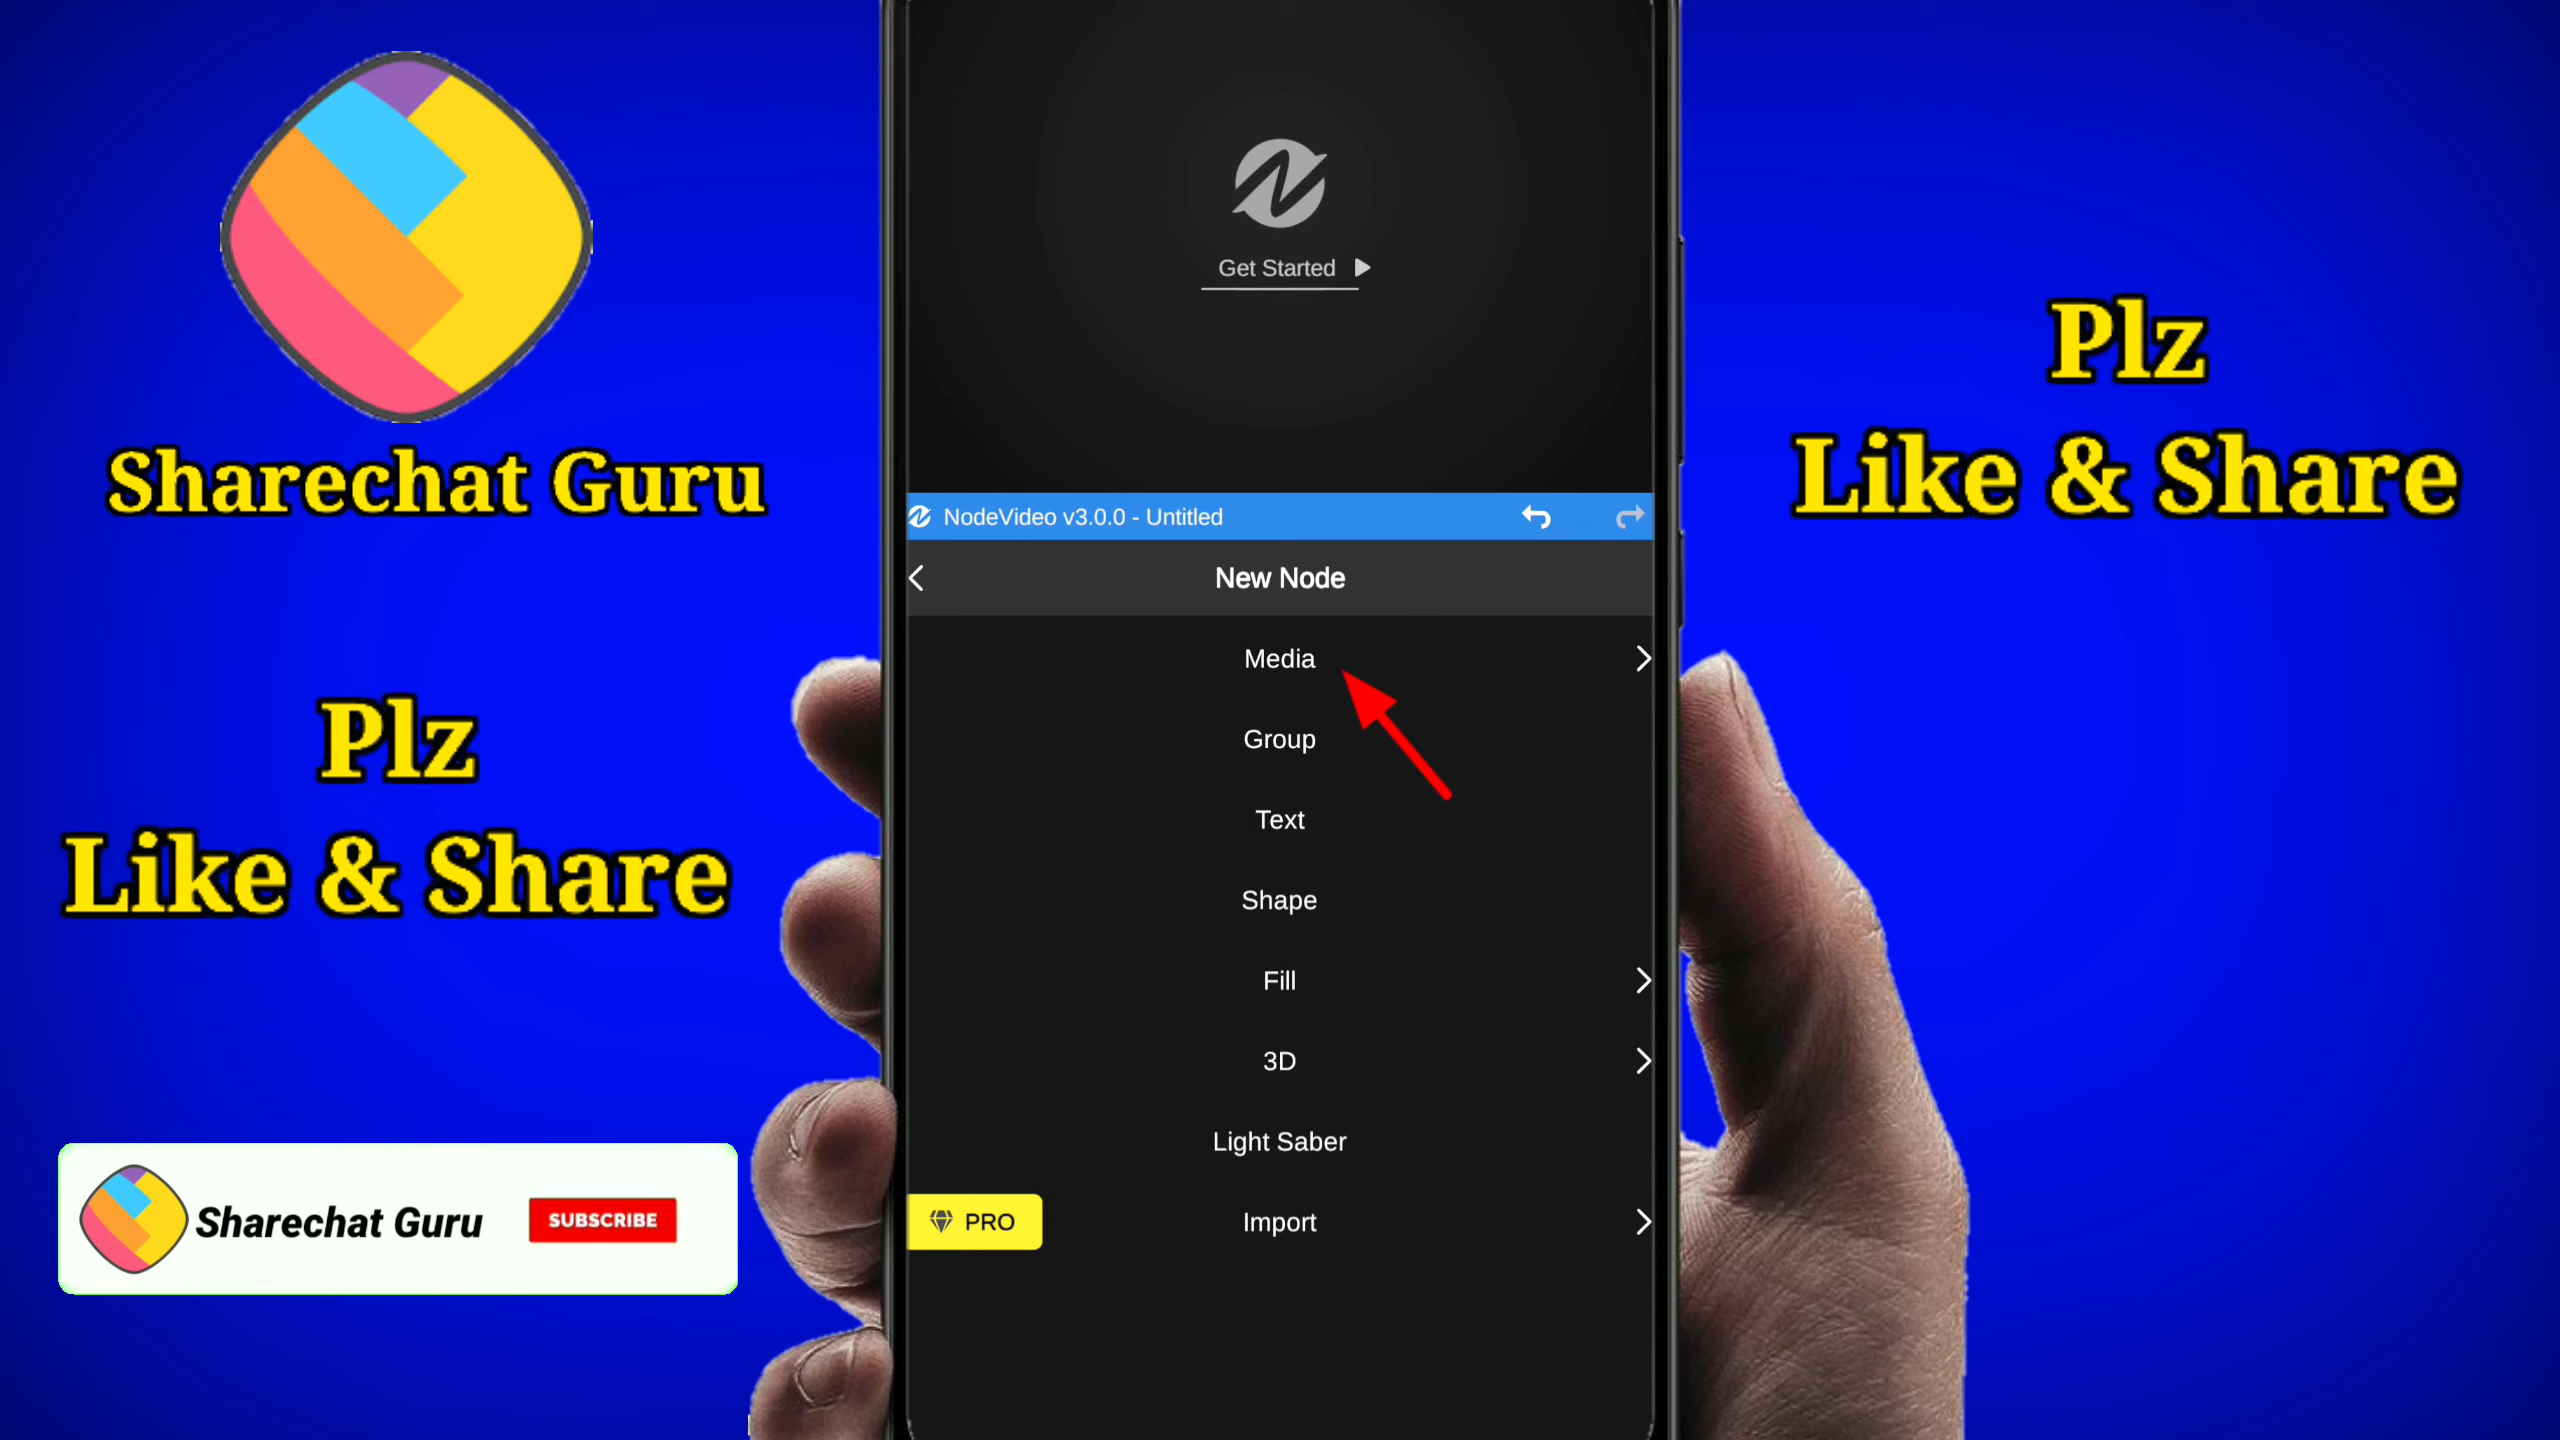 Sharechat Guru
Plz
Like & Share
Sharechat Guru
SUBSCRIBE
Get Started
NodeVideo v3.0.0 - Untitled
New Node
Media
Group
Text
Shape
Fill
3D
Light Saber
PRO
Import
Plz
Like & Share